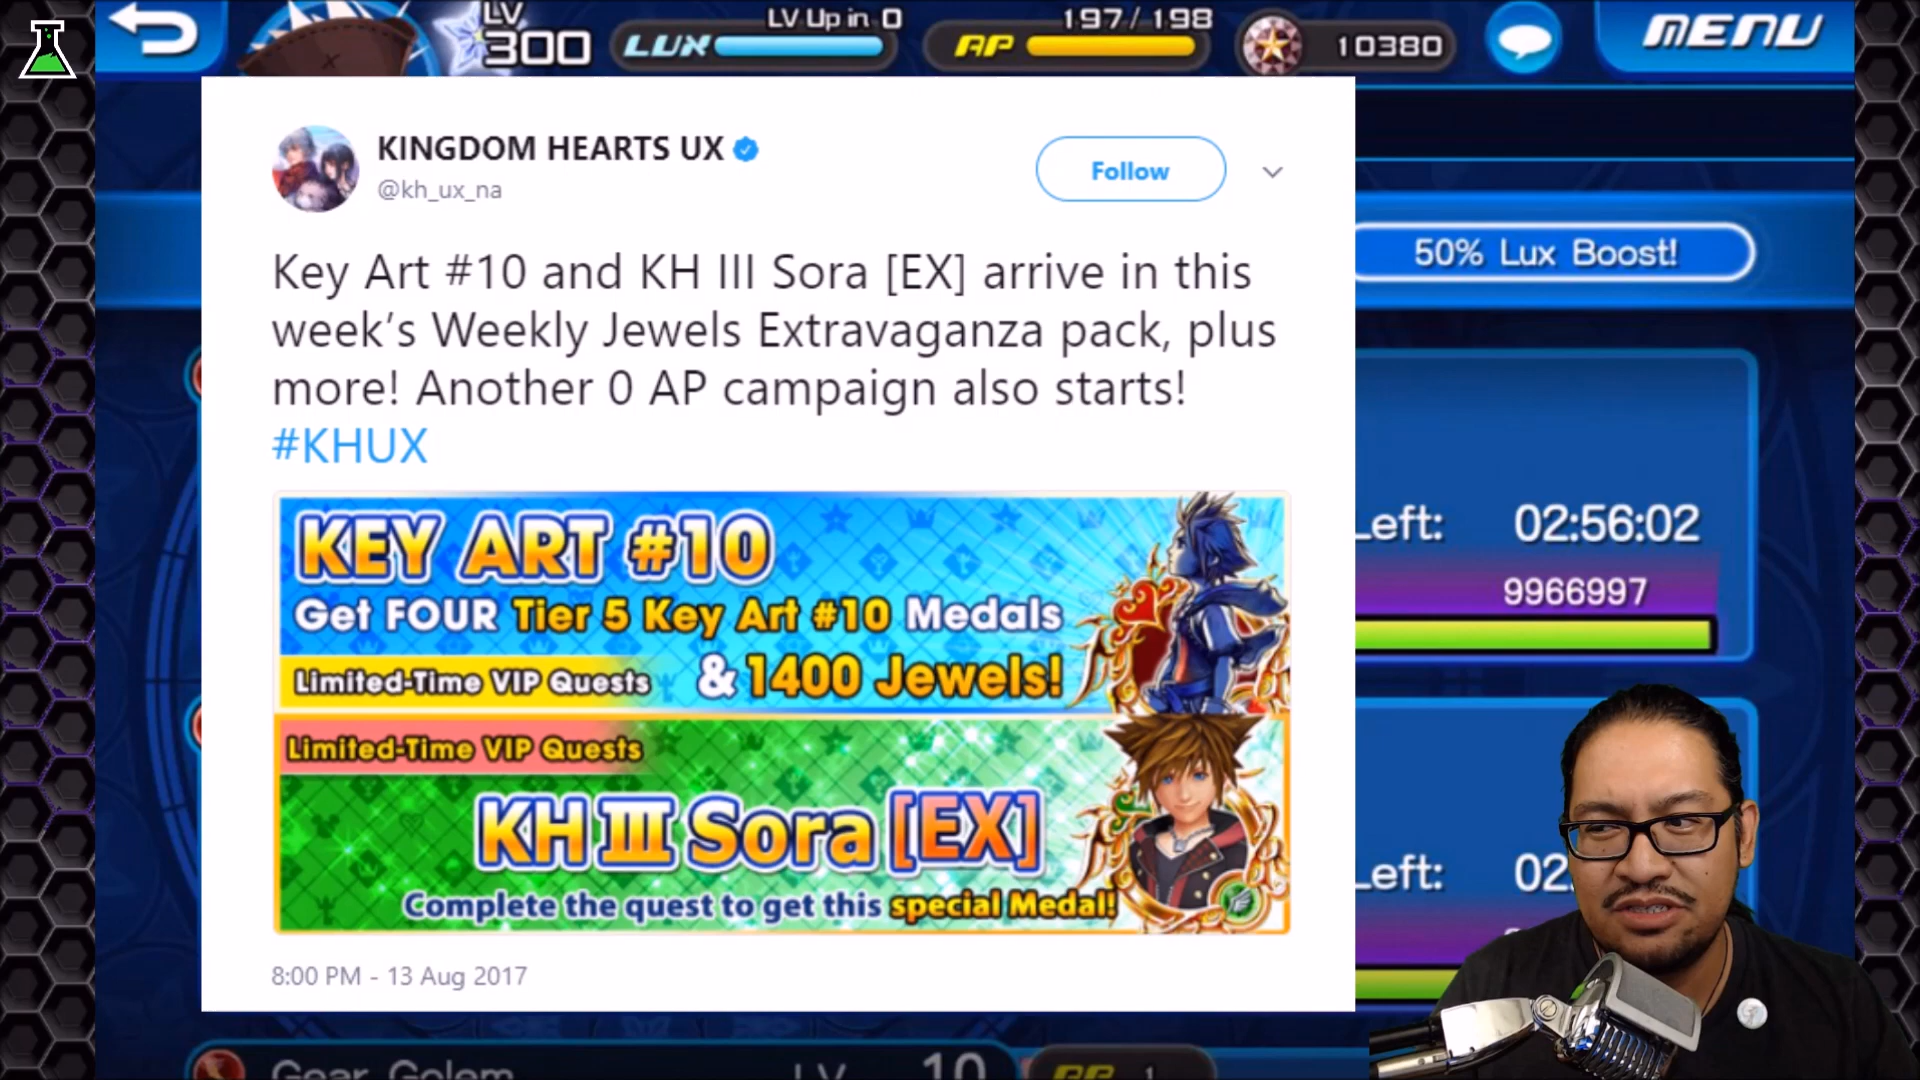 LV 300
LUX LV Up in 0
AP 197 / 198
10380
MENU
KINGDOM HEARTS UX
@kh_ux_na
Follow
Key Art #10 and KH III Sora [EX] arrive in this
week’s Weekly Jewels Extravaganza pack, plus
more! Another 0 AP campaign also starts!
#KHUX
KEY ART #10
Get FOUR Tier 5 Key Art #10 Medals
Limited-Time VIP Quests & 1400 Jewels!
Limited-Time VIP Quests
KH III Sora [EX]
Complete the quest to get this special Medal!
8:00 PM - 13 Aug 2017
50% Lux Boost!
Left: 02:56:02
9966997
Left: 02
Gear Golem LV 10 AP 1